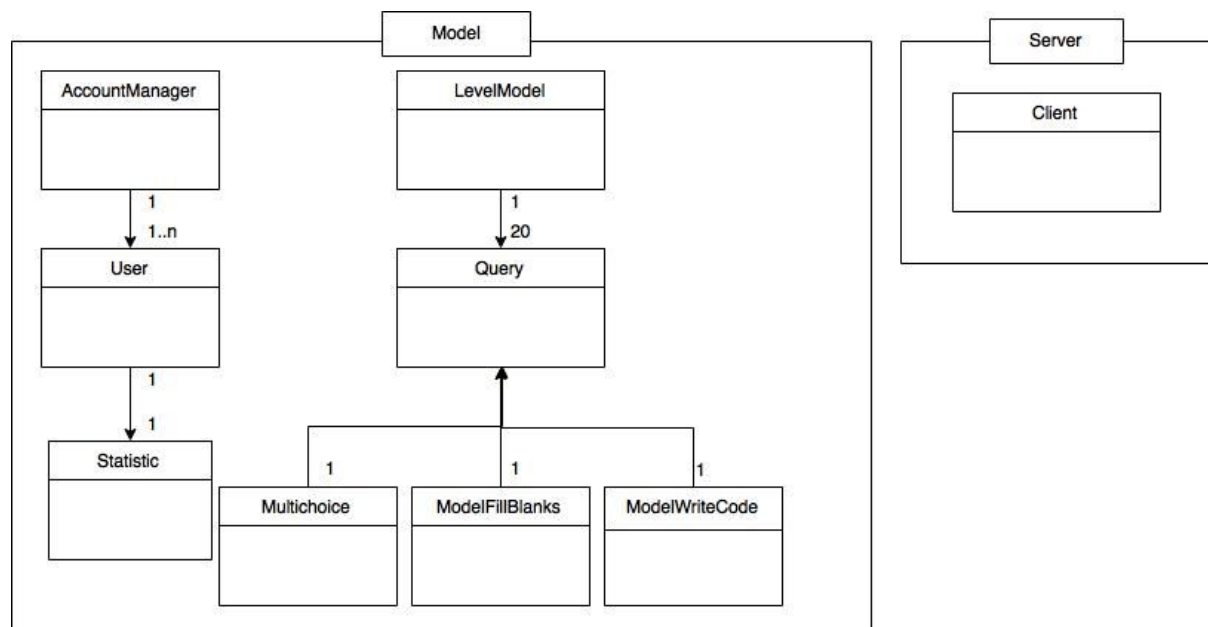 Model
Server
AccountManager
LevelModel
Client
1
1
1..n
20
User
Query
1
1
Statistic
1
1
1
Multichoice
ModelFillBlanks
ModelWriteCode